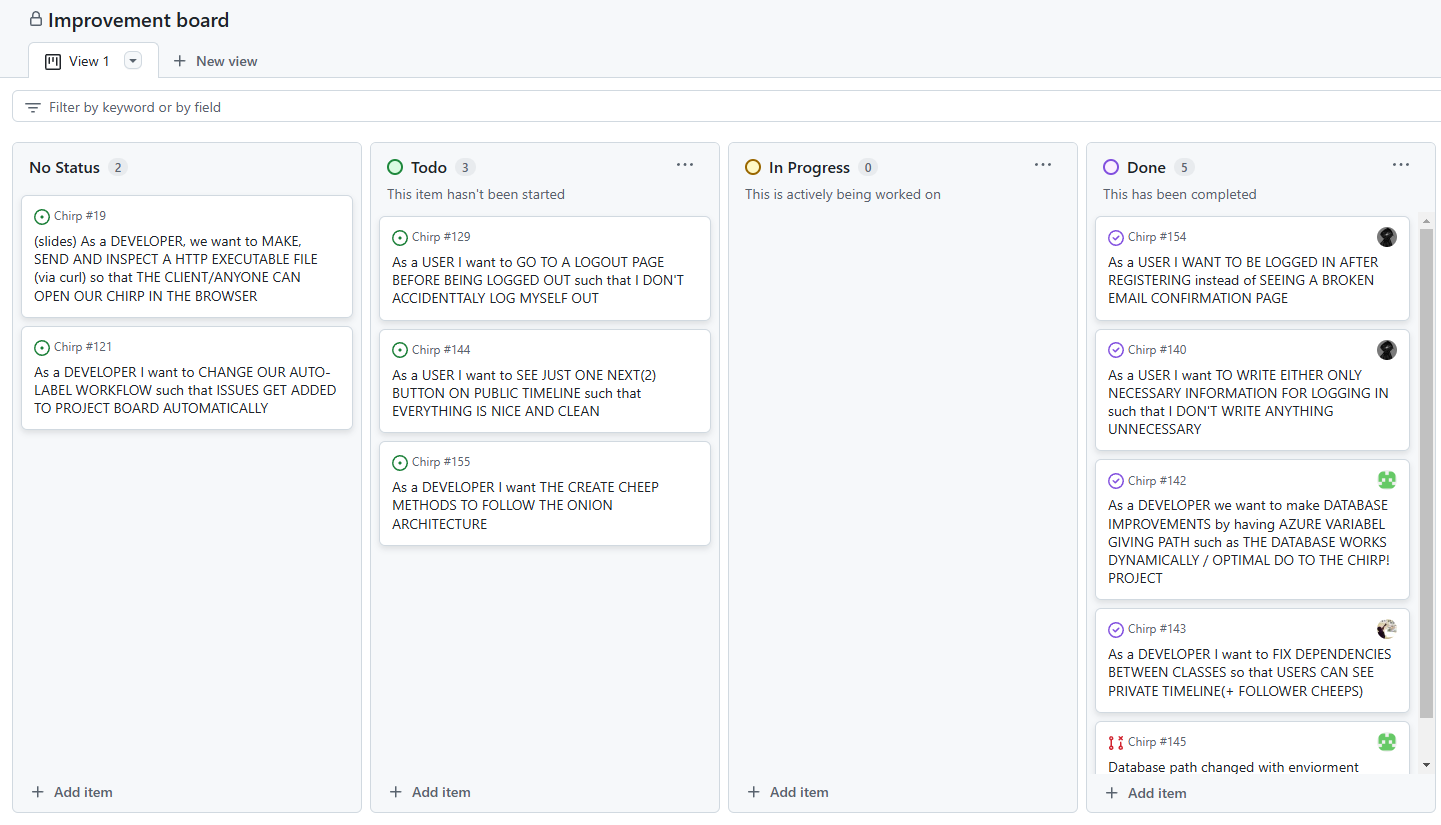 Improvement board
View 1
New view
Filter by keyword or by field
No Status 2
Chirp #19
(slides) As a DEVELOPER, we want to MAKE,
SEND AND INSPECT A HTTP EXECUTABLE FILE
(via curl) so that THE CLIENT/ANYONE CAN
OPEN OUR CHIRP IN THE BROWSER
Chirp #121
As a DEVELOPER I want to CHANGE OUR AUTO-
LABEL WORKFLOW such that ISSUES GET ADDED
TO PROJECT BOARD AUTOMATICALLY
Add item
Todo 3
This item hasn't been started
Chirp #129
As a USER I want to GO TO A LOGOUT PAGE
BEFORE BEING LOGGED OUT such that I DON'T
ACCIDENTTALY LOG MYSELF OUT
Chirp #144
As a USER I want to SEE JUST ONE NEXT(2)
BUTTON ON PUBLIC TIMELINE such that
EVERYTHING IS NICE AND CLEAN
Chirp #155
As a DEVELOPER I want THE CREATE CHEEP
METHODS TO FOLLOW THE ONION
ARCHITECTURE
Add item
In Progress 0
This is actively being worked on
Add item
Done 5
This has been completed
Chirp #154
As a USER I WANT TO BE LOGGED IN AFTER
REGISTERING instead of SEEING A BROKEN
EMAIL CONFIRMATION PAGE
Chirp #140
As a USER I want TO WRITE EITHER ONLY
NECESSARY INFORMATION FOR LOGGING IN
such that I DON'T WRITE ANYTHING
UNNECESSARY
Chirp #142
As a DEVELOPER we want to make DATABASE
IMPROVEMENTS by having AZURE VARIABEL
GIVING PATH such as THE DATABASE WORKS
DYNAMICALLY / OPTIMAL DO TO THE CHIRP!
PROJECT
Chirp #143
As a DEVELOPER I want to FIX DEPENDENCIES
BETWEEN CLASSES so that USERS CAN SEE
PRIVATE TIMELINE(+ FOLLOWER CHEEPS)
Chirp #145
Database path changed with enviorment
Add item